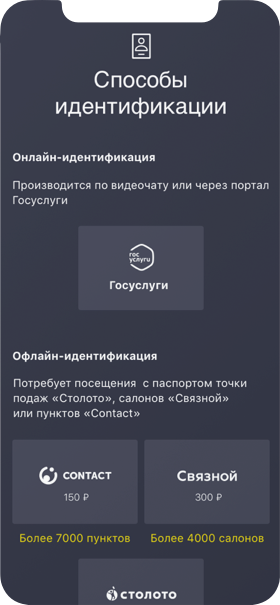 Способы
идентификации
Онлайн-идентификация
Производится по видеочату или через портал
Госуслуги
гос
услуги
Госуслуги
Офлайн-идентификация
Потребует посещения с паспортом точки
подаж «Столото», салонов «Связной»
или пунктов «Contact»
CONTACT
150 ₽
Связной
300 ₽
Более 7000 пунктов
Более 4000 салонов
СТОЛОТО